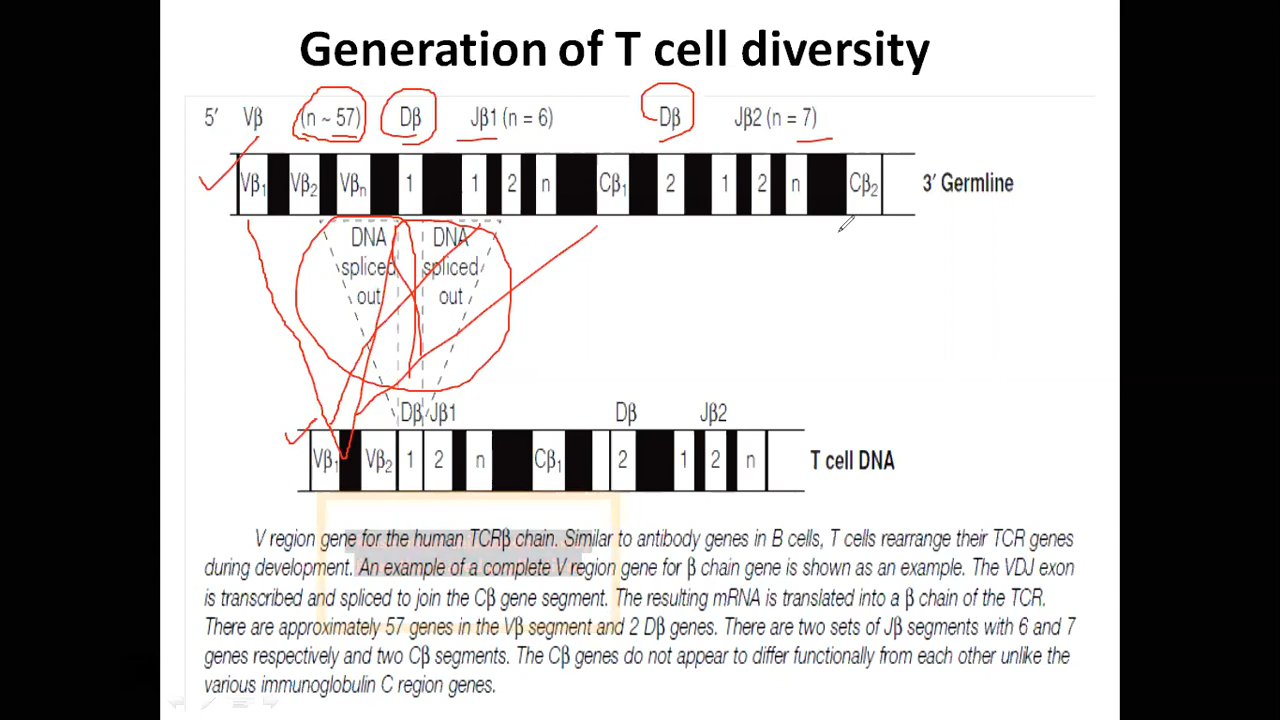 Generation of T cell diversity
5′ Vβ (n ~ 57) Dβ Jβ1 (n = 6) Dβ Jβ2 (n = 7)
Vβ1 Vβ2 Vβn 1 1 2 n Cβ1 2 1 2 n Cβ2 3′ Germline
DNA DNA
spliced spliced
out out
Dβ Jβ1 Dβ Jβ2
Vβ1 Vβ2 1 2 n Cβ1 2 1 2 n T cell DNA
V region gene for the human TCRβ chain. Similar to antibody genes in B cells, T cells rearrange their TCR genes
during development. An example of a complete V region gene for β chain gene is shown as an example. The VDJ exon
is transcribed and spliced to join the Cβ gene segment. The resulting mRNA is translated into a β chain of the TCR.
There are approximately 57 genes in the Vβ segment and 2 Dβ genes. There are two sets of Jβ segments with 6 and 7
genes respectively and two Cβ segments. The Cβ genes do not appear to differ functionally from each other unlike the
various immunoglobulin C region genes.